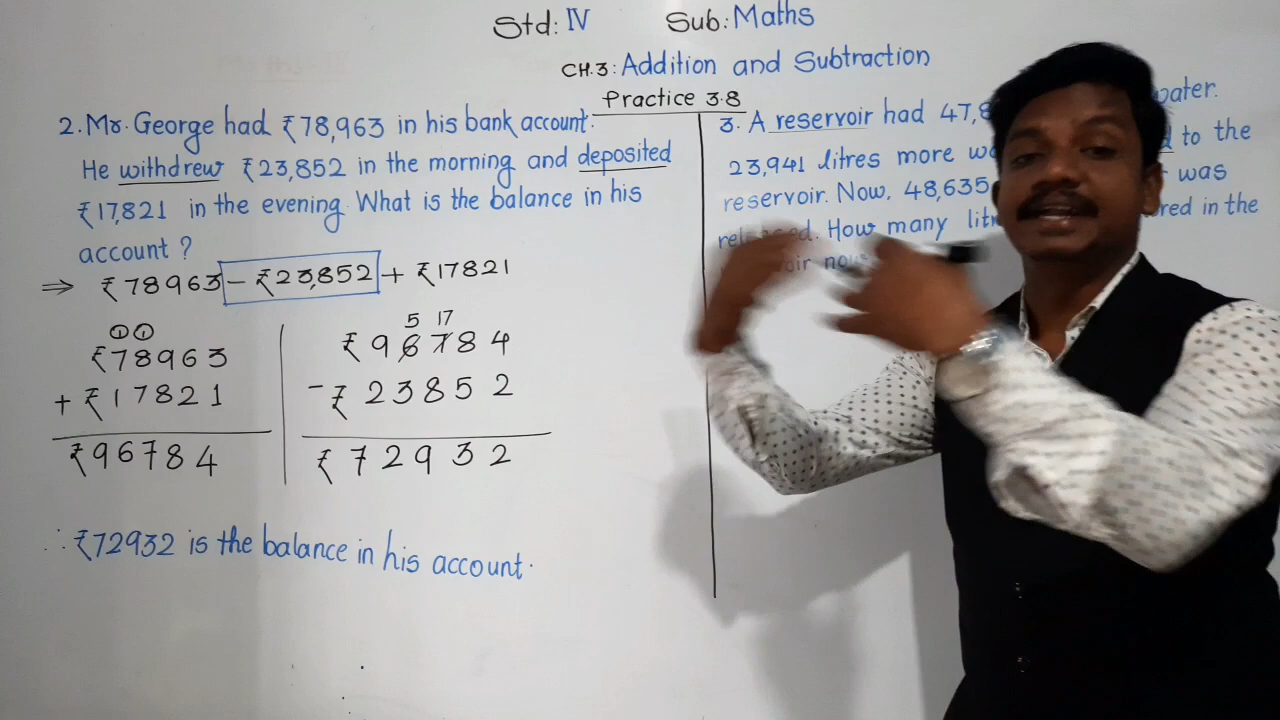 Std: IV Sub: Maths
CH.3: Addition and Subtraction
Practice 3.8
2. Mr. George had ₹78,963 in his bank account.
He withdrew ₹23,852 in the morning and deposited
₹17,821 in the evening. What is the balance in his
account ?
⇒ ₹78963 - ₹23,852 + ₹17821
1 1
₹78963
+ ₹17821
₹96784
5 17
₹96784
- ₹23852
₹72932
∴ ₹72932 is the balance in his account.
3. A reservoir had 47,8 water.
23,941 litres more to the
reservoir. Now, 48,635 was
released. How many in the